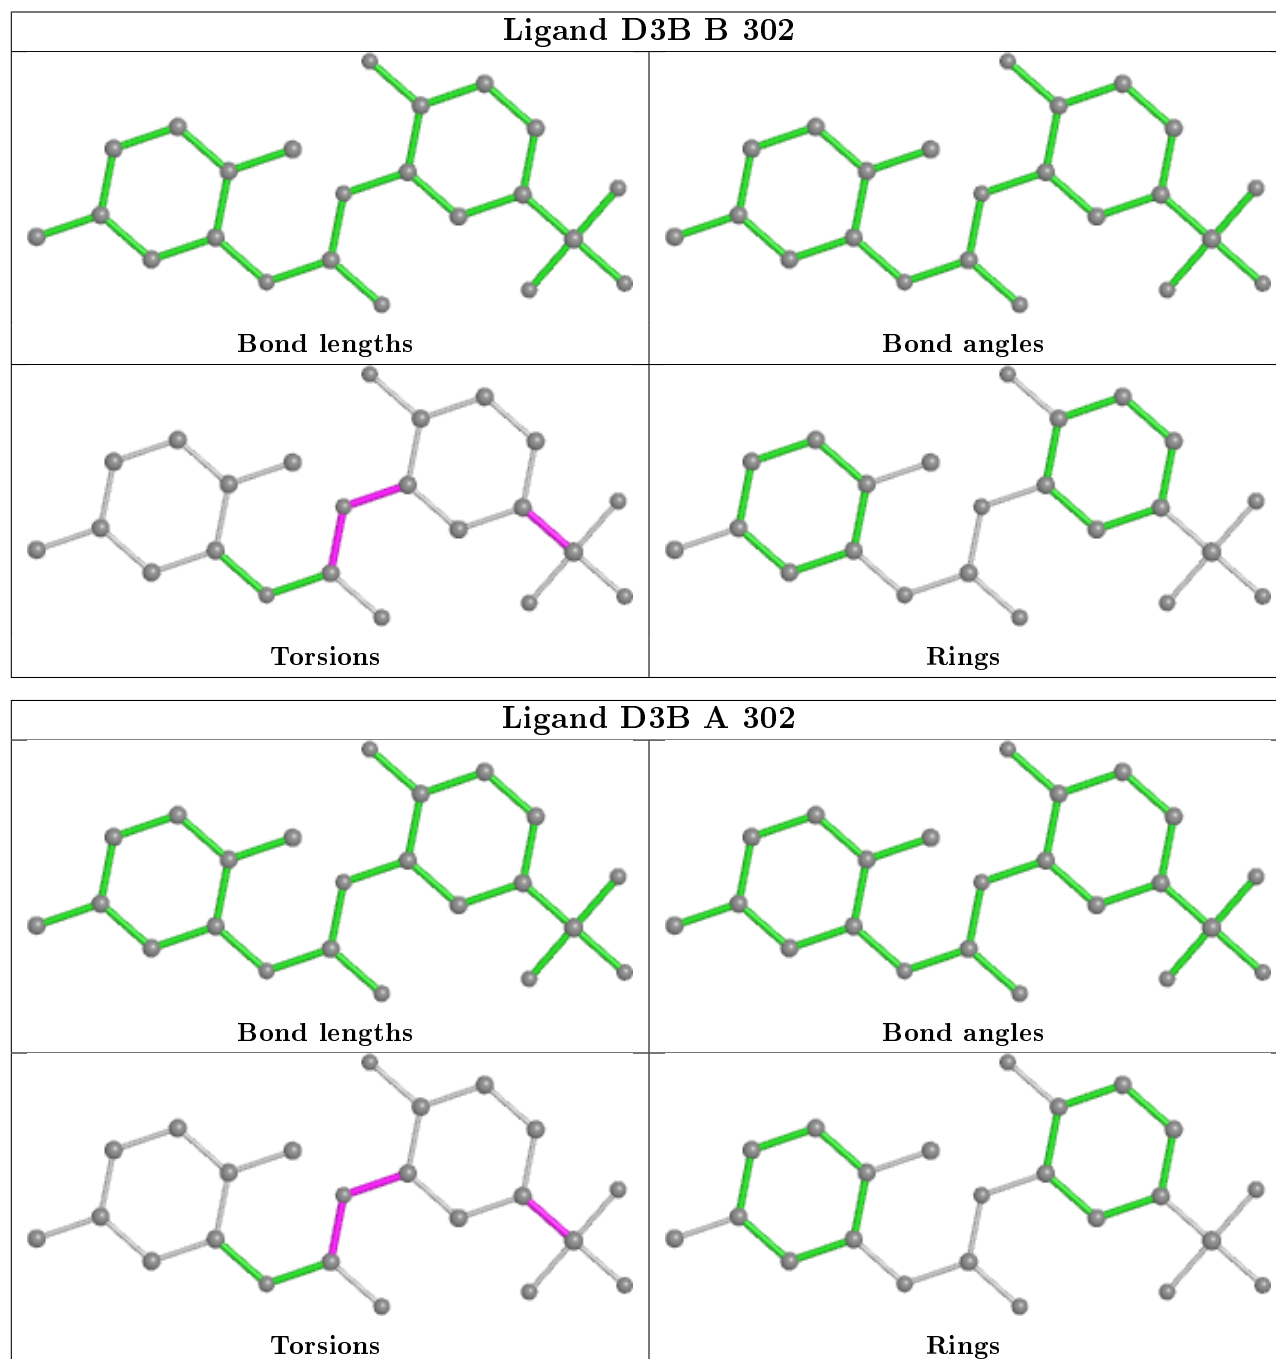 Ligand D3B B 302
Bond lengths
Bond angles
Torsions
Rings
Ligand D3B A 302
Bond lengths
Bond angles
Torsions
Rings